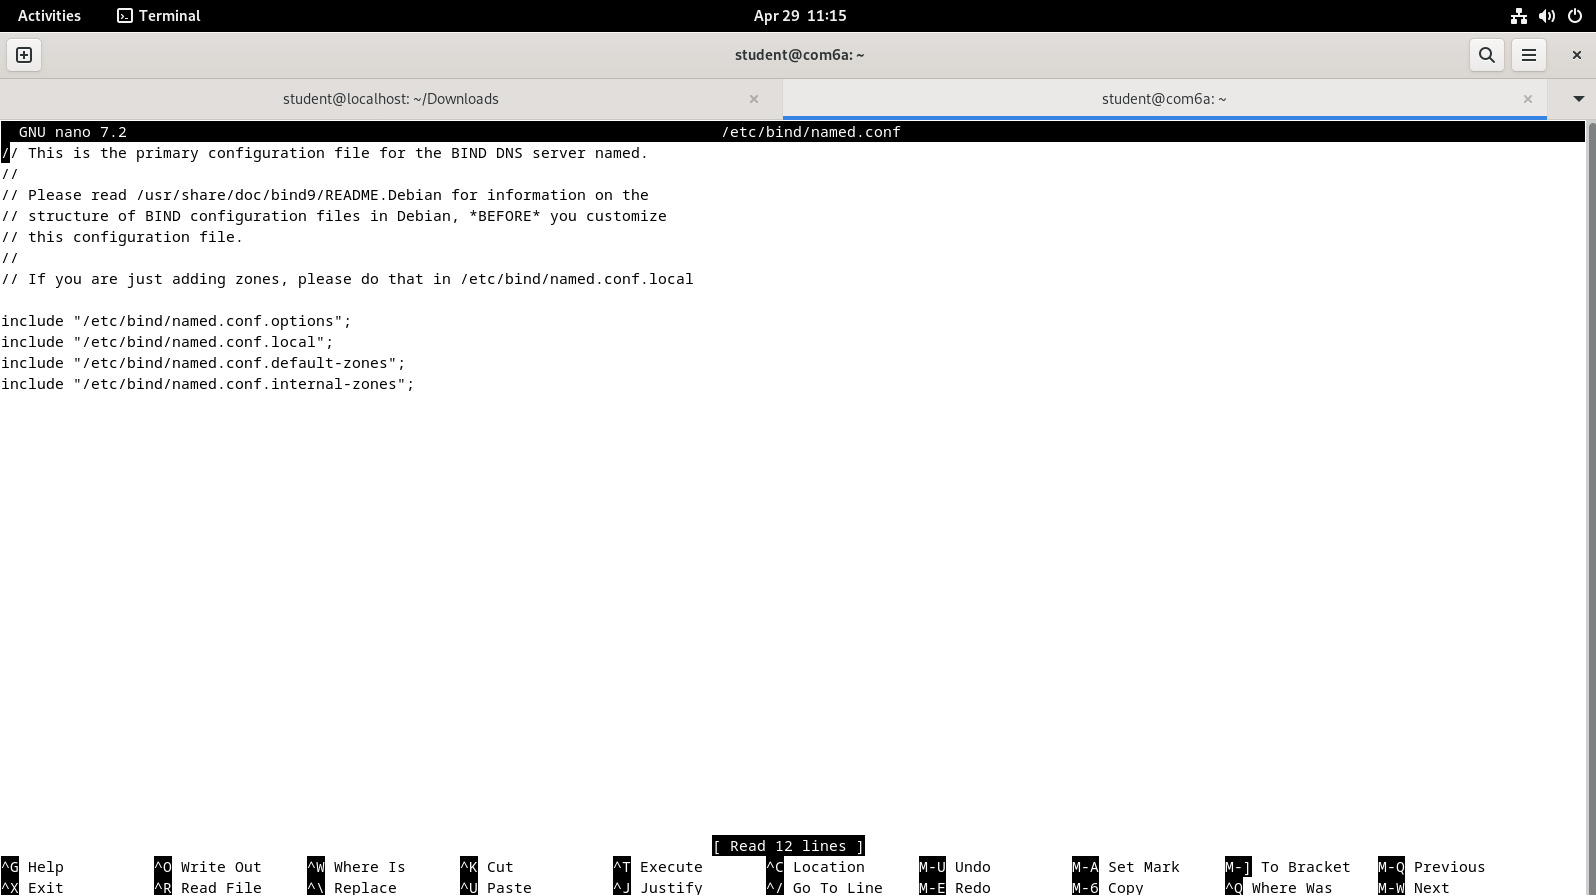 Activities Terminal Apr 29 11:15
student@com6a: ~
student@localhost: ~/Downloads student@com6a: ~
GNU nano 7.2 /etc/bind/named.conf
// This is the primary configuration file for the BIND DNS server named.
//
// Please read /usr/share/doc/bind9/README.Debian for information on the
// structure of BIND configuration files in Debian, *BEFORE* you customize
// this configuration file.
//
// If you are just adding zones, please do that in /etc/bind/named.conf.local
include "/etc/bind/named.conf.options";
include "/etc/bind/named.conf.local";
include "/etc/bind/named.conf.default-zones";
include "/etc/bind/named.conf.internal-zones";
[ Read 12 lines ]
^G Help ^O Write Out ^W Where Is ^K Cut ^T Execute ^C Location M-U Undo M-A Set Mark M-] To Bracket M-Q Previous
^X Exit ^R Read File ^\ Replace ^U Paste ^J Justify ^/ Go To Line M-E Redo M-6 Copy ^Q Where Was M-W Next